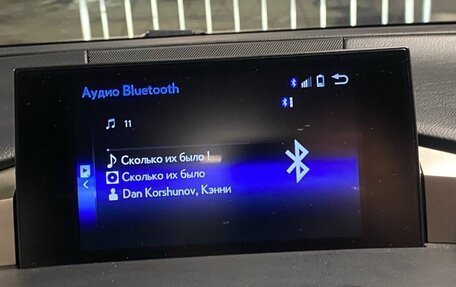 Аудио Bluetooth
11
Сколько их было !
Сколько их было
Dan Korshunov, Кэнни